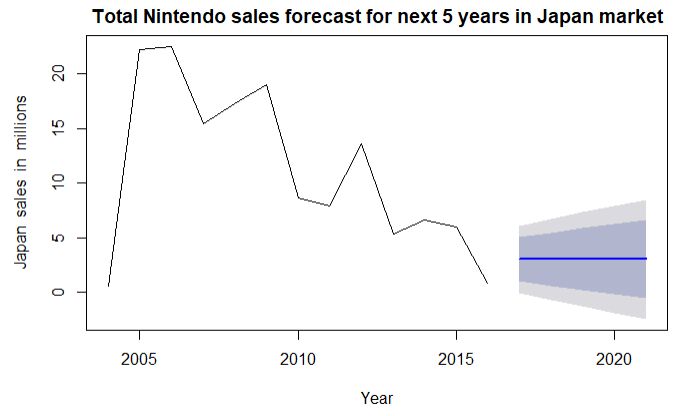 Total Nintendo sales forecast for next 5 years in Japan market
Japan sales in millions
20
15
10
5
0
2005 2010 2015 2020
Year